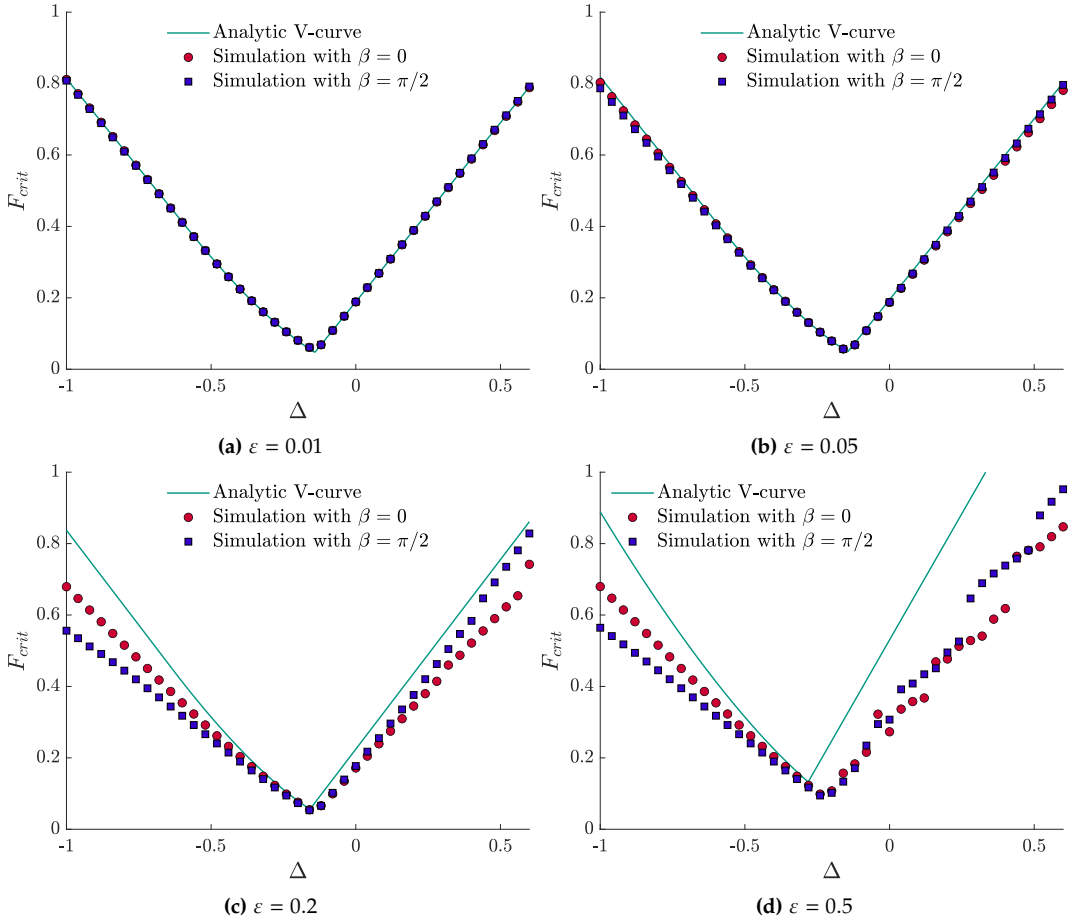 1
0.8
0.6
0.4
0.2
0
F_crit
Analytic V-curve
Simulation with β = 0
Simulation with β = π/2
-1
-0.5
0
0.5
Δ
(a) ε = 0.01
1
0.8
0.6
0.4
0.2
0
F_crit
Analytic V-curve
Simulation with β = 0
Simulation with β = π/2
-1
-0.5
0
0.5
Δ
(b) ε = 0.05
1
0.8
0.6
0.4
0.2
0
F_crit
Analytic V-curve
Simulation with β = 0
Simulation with β = π/2
-1
-0.5
0
0.5
Δ
(c) ε = 0.2
1
0.8
0.6
0.4
0.2
0
F_crit
Analytic V-curve
Simulation with β = 0
Simulation with β = π/2
-1
-0.5
0
0.5
Δ
(d) ε = 0.5